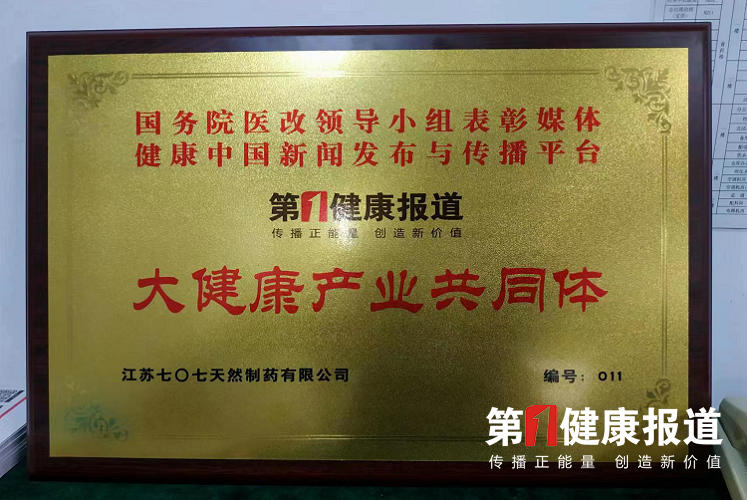 国务院医改领导小组表彰媒体
健康中国新闻发布与传播平台
第1健康报道
传播正能量 创造新价值
大健康产业共同体
江苏七〇七天然制药有限公司
编号：011
第1健康报道
传播正能量 创造新价值